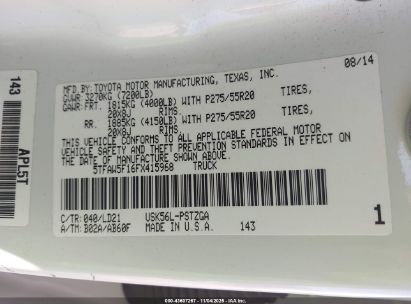 143
API5T
MFD.BY: TOYOTA MOTOR MANUFACTURING, TEXAS, INC.
08/14
GVWR: 3270KG (7200LB)
GAWR: FRT. 1815KG (4000LB) WITH P275/55R20 TIRES,
20X8J RIMS
RR. 1885KG (4150LB) WITH P275/55R20 TIRES,
20X8J RIMS
THIS VEHICLE CONFORMS TO ALL APPLICABLE FEDERAL MOTOR
VEHICLE SAFETY AND THEFT PREVENTION STANDARDS IN EFFECT
ON THE DATE OF MANUFACTURE SHOWN ABOVE.
5TFAW5F16FX415968 TRUCK
C/TR: 040/LD21 USK56L-PSTZGA
A/TM: B02A/AB60F MADE IN U.S.A. 143
1